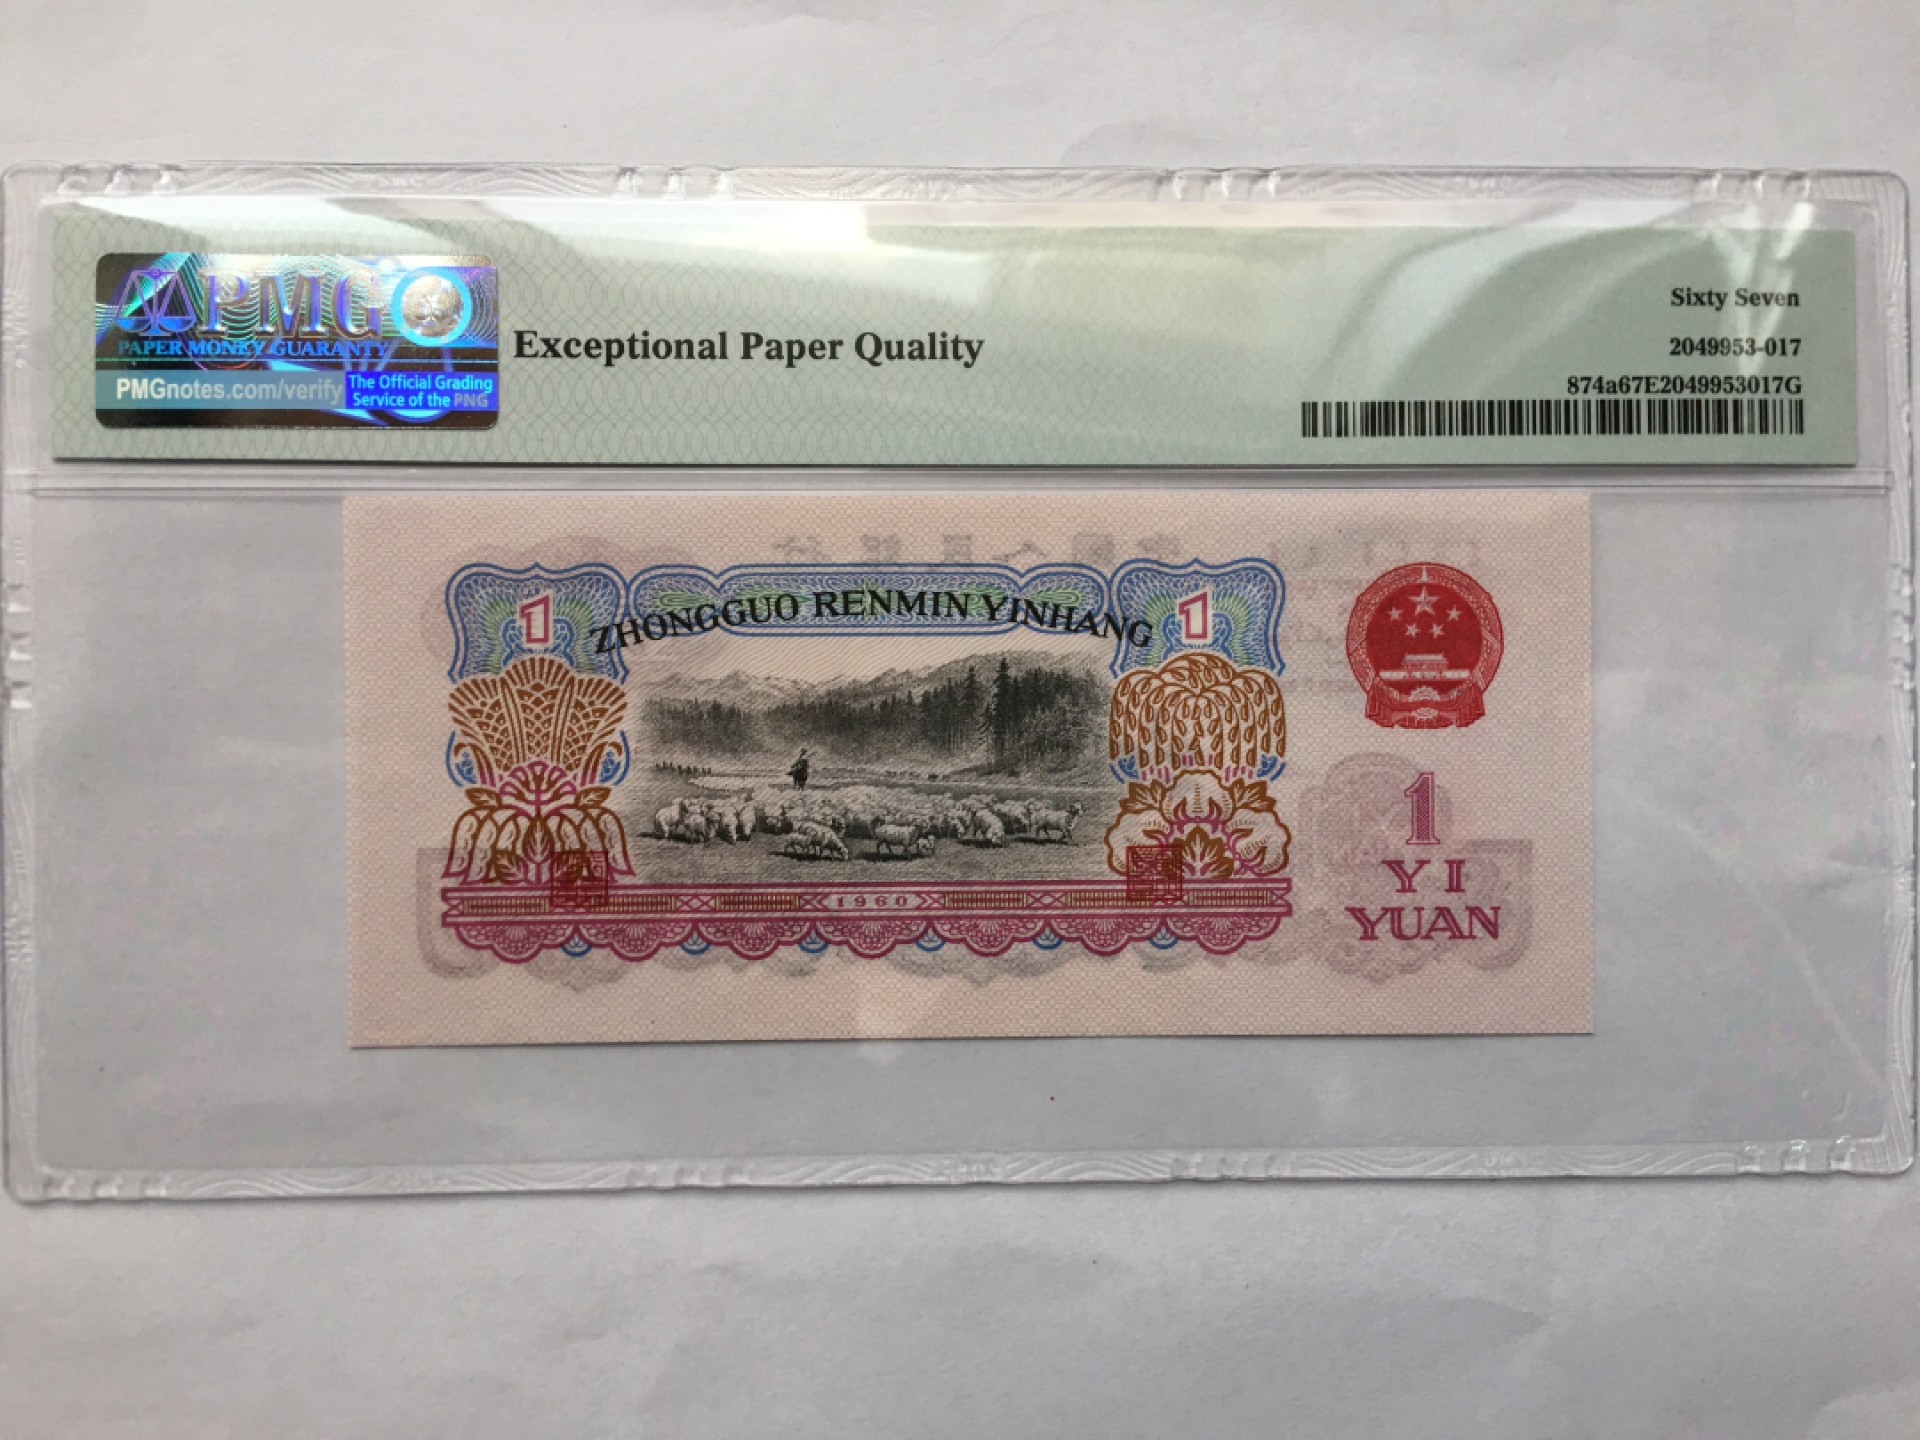 PMG
PAPER MONEY GUARANTY
PMGnotes.com/verify
The Official Grading
Service of the PNG
Exceptional Paper Quality
Sixty Seven
2049953-017
874a67E2049953017G
1
ZHONGGUO RENMIN YINHANG
1
1
YI
YUAN
1960